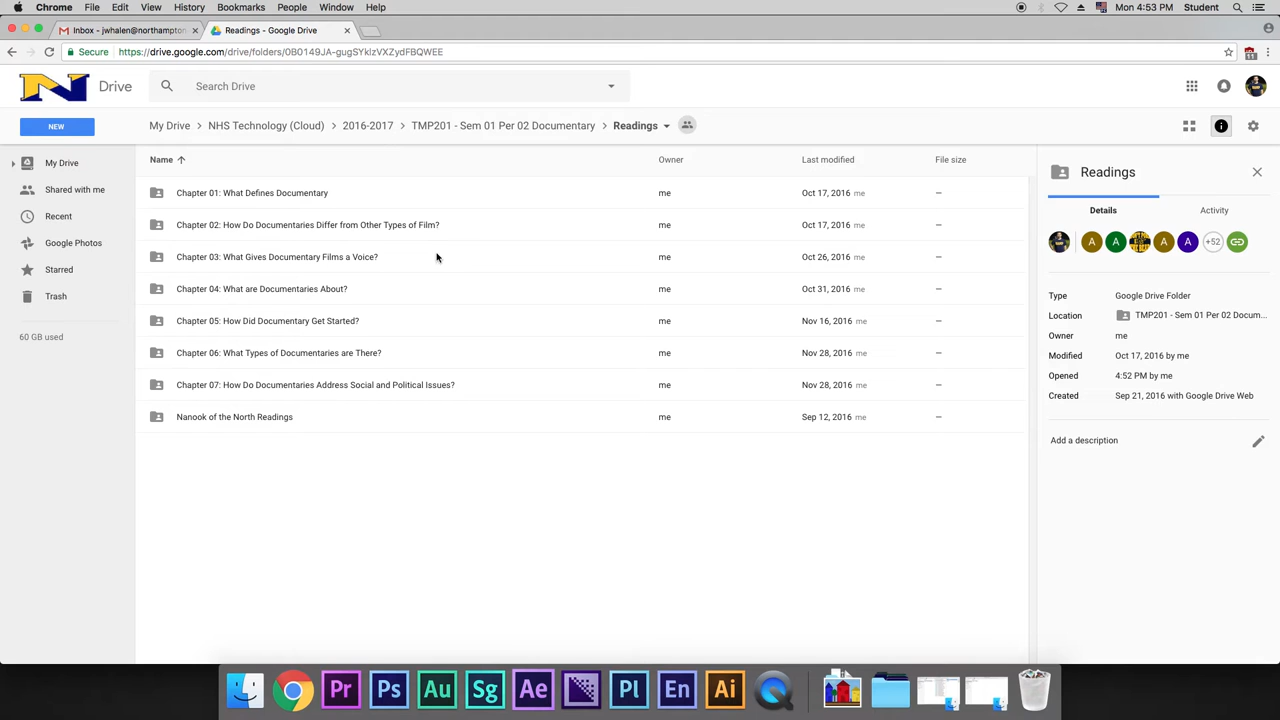 Chrome File Edit View History Bookmarks People Window Help Mon 4:53 PM Student
Inbox - jwhalen@northampton × Readings - Google Drive ×
Secure https://drive.google.com/drive/folders/0B0149JA-gugSYklzVXZydFBQWEE 11
N Drive Search Drive
NEW My Drive > NHS Technology (Cloud) > 2016-2017 > TMP201 - Sem 01 Per 02 Documentary > Readings
My Drive
Shared with me
Recent
Google Photos
Starred
Trash
60 GB used
Name Owner Last modified File size
Chapter 01: What Defines Documentary me Oct 17, 2016 me —
Chapter 02: How Do Documentaries Differ from Other Types of Film? me Oct 17, 2016 me —
Chapter 03: What Gives Documentary Films a Voice? me Oct 26, 2016 me —
Chapter 04: What are Documentaries About? me Oct 31, 2016 me —
Chapter 05: How Did Documentary Get Started? me Nov 16, 2016 me —
Chapter 06: What Types of Documentaries are There? me Nov 28, 2016 me —
Chapter 07: How Do Documentaries Address Social and Political Issues? me Nov 28, 2016 me —
Nanook of the North Readings me Sep 12, 2016 me —
Readings
Details Activity
A A A A +52
Type Google Drive Folder
Location TMP201 - Sem 01 Per 02 Docum...
Owner me
Modified Oct 17, 2016 by me
Opened 4:52 PM by me
Created Sep 21, 2016 with Google Drive Web
Add a description
Pr Ps Au Sg Ae Pl En Ai